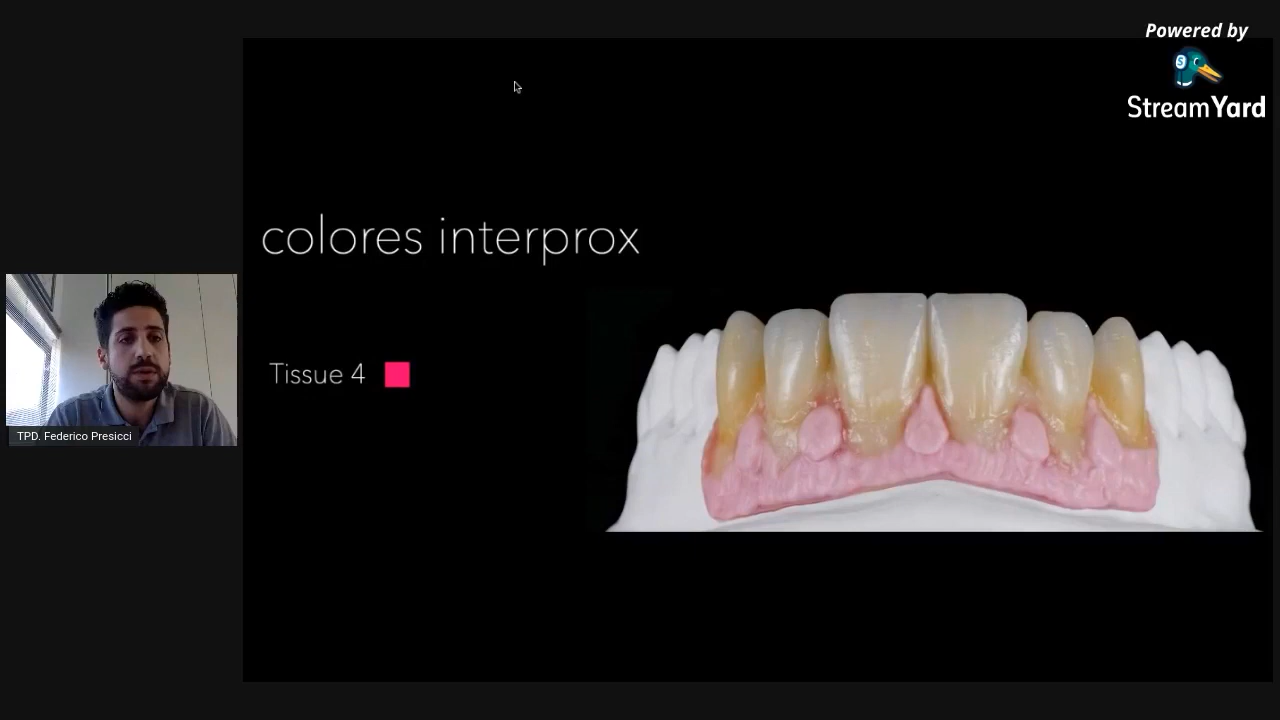 Powered by
StreamYard
colores interprox
Tissue 4
TPD. Federico Presicci